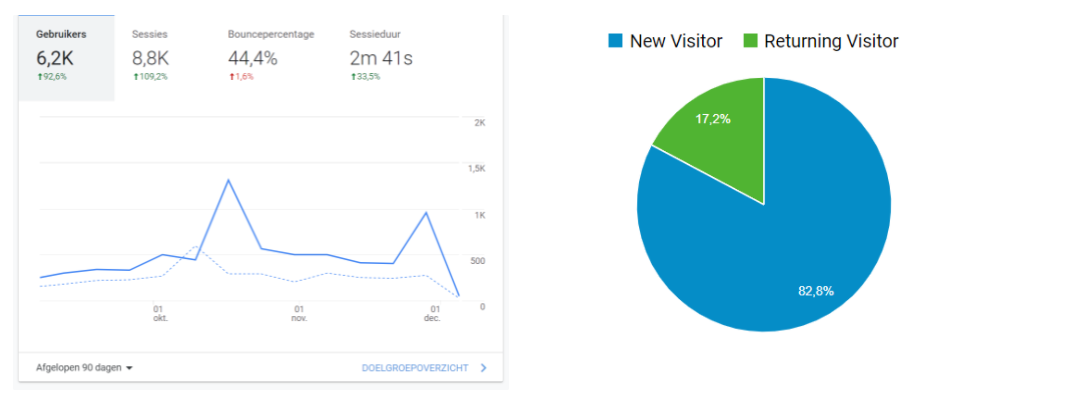 Gebruikers Sessies Bouncepercentage Sessieduur
6,2K 8,8K 44,4% 2m 41s
↑92,6% ↑109,2% ↑1,6% ↑33,5%
2K
1,5K
1K
500
0
01 01 01
okt. nov. dec.
Afgelopen 90 dagen DOELGROEPOVERZICHT
New Visitor Returning Visitor
17,2%
82,8%